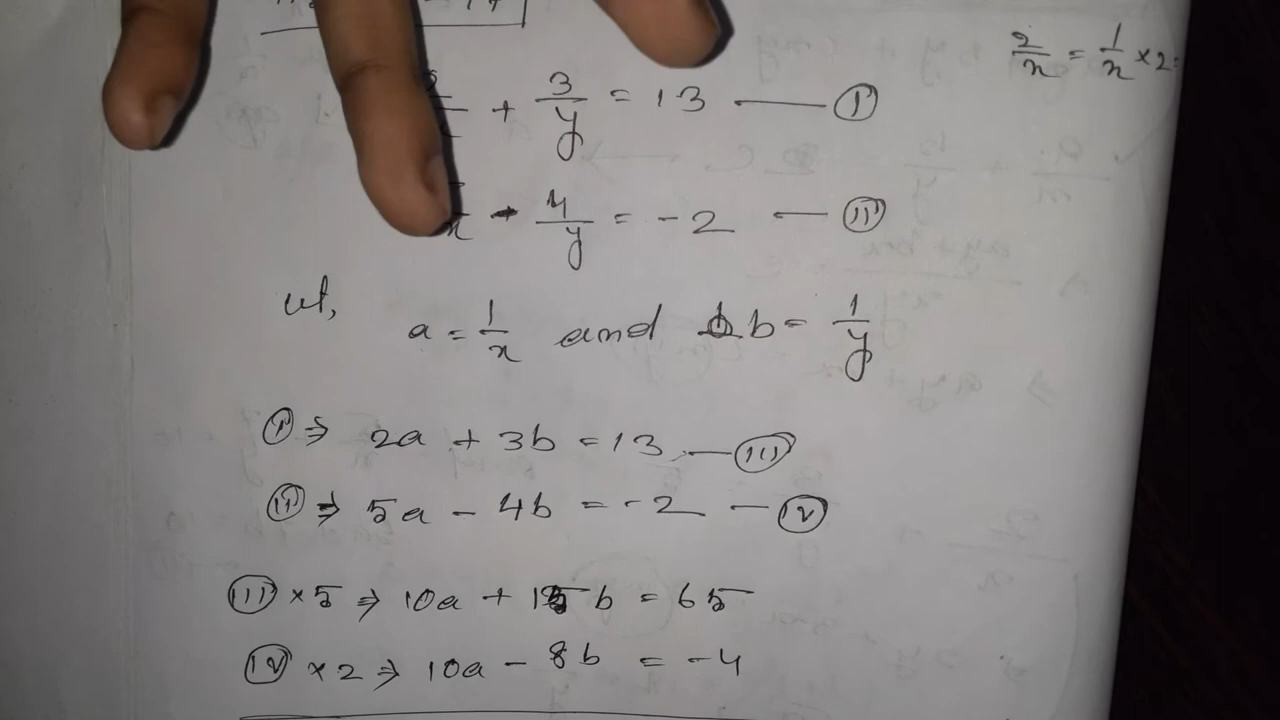 2/x = 1/x × 2 =
+ 3/y = 13 —— (I)
- 4/y = -2 —— (II)
let,
a = 1/x and b = 1/y
(I) ⇒ 2a + 3b = 13 —— (III)
(II) ⇒ 5a - 4b = -2 —— (IV)
(III) × 5 ⇒ 10a + 15b = 65
(IV) × 2 ⇒ 10a - 8b = -4